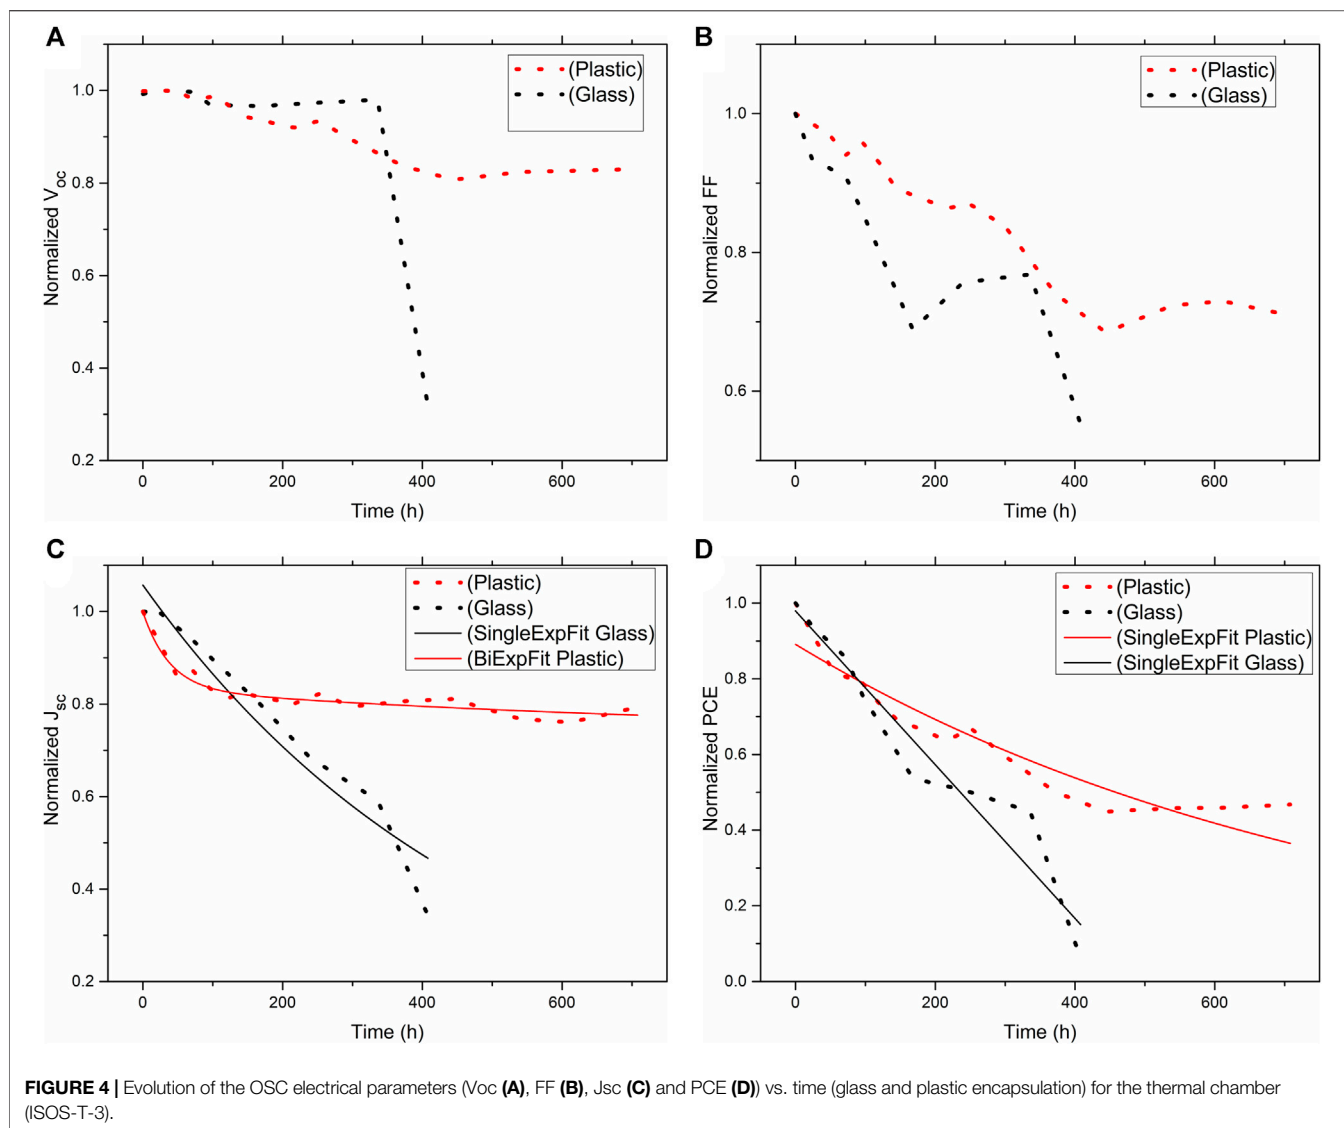 A
(Plastic)
(Glass)
1.0
0.8
0.6
0.4
0.2
Normalized Voc
0
200
400
600
Time (h)
B
(Plastic)
(Glass)
1.0
0.8
0.6
Normalized FF
0
200
400
600
Time (h)
C
(Plastic)
(Glass)
(SingleExpFit Glass)
(BiExpFit Plastic)
1.0
0.8
0.6
0.4
0.2
Normalized Jsc
0
200
400
600
Time (h)
D
(Plastic)
(Glass)
(SingleExpFit Plastic)
(SingleExpFit Glass)
1.0
0.8
0.6
0.4
0.2
0.0
Normalized PCE
0
200
400
600
Time (h)
FIGURE 4 | Evolution of the OSC electrical parameters (Voc (A), FF (B), Jsc (C) and PCE (D)) vs. time (glass and plastic encapsulation) for the thermal chamber
(ISOS-T-3).